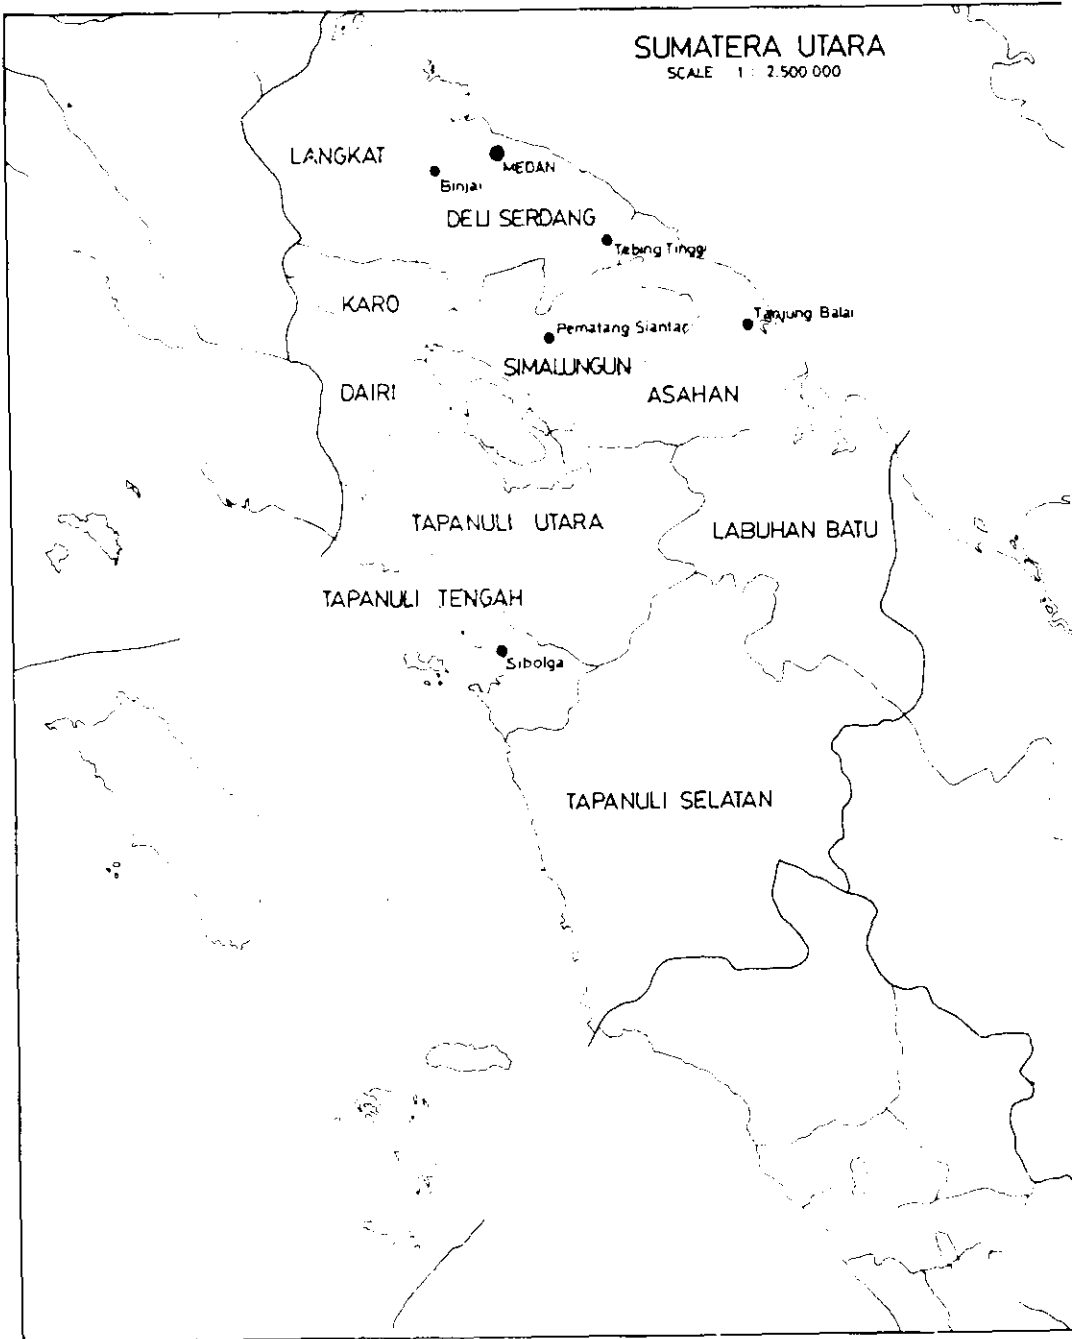 SUMATERA UTARA
SCALE 1 : 2.500 000
LANGKAT
MEDAN
Binjai
DELI SERDANG
Tebing Tinggi
KARO
Tanjung Balai
Pematang Siantar
SIMALUNGUN
DAIRI
ASAHAN
TAPANULI UTARA
LABUHAN BATU
TAPANULI TENGAH
Sibolga
TAPANULI SELATAN